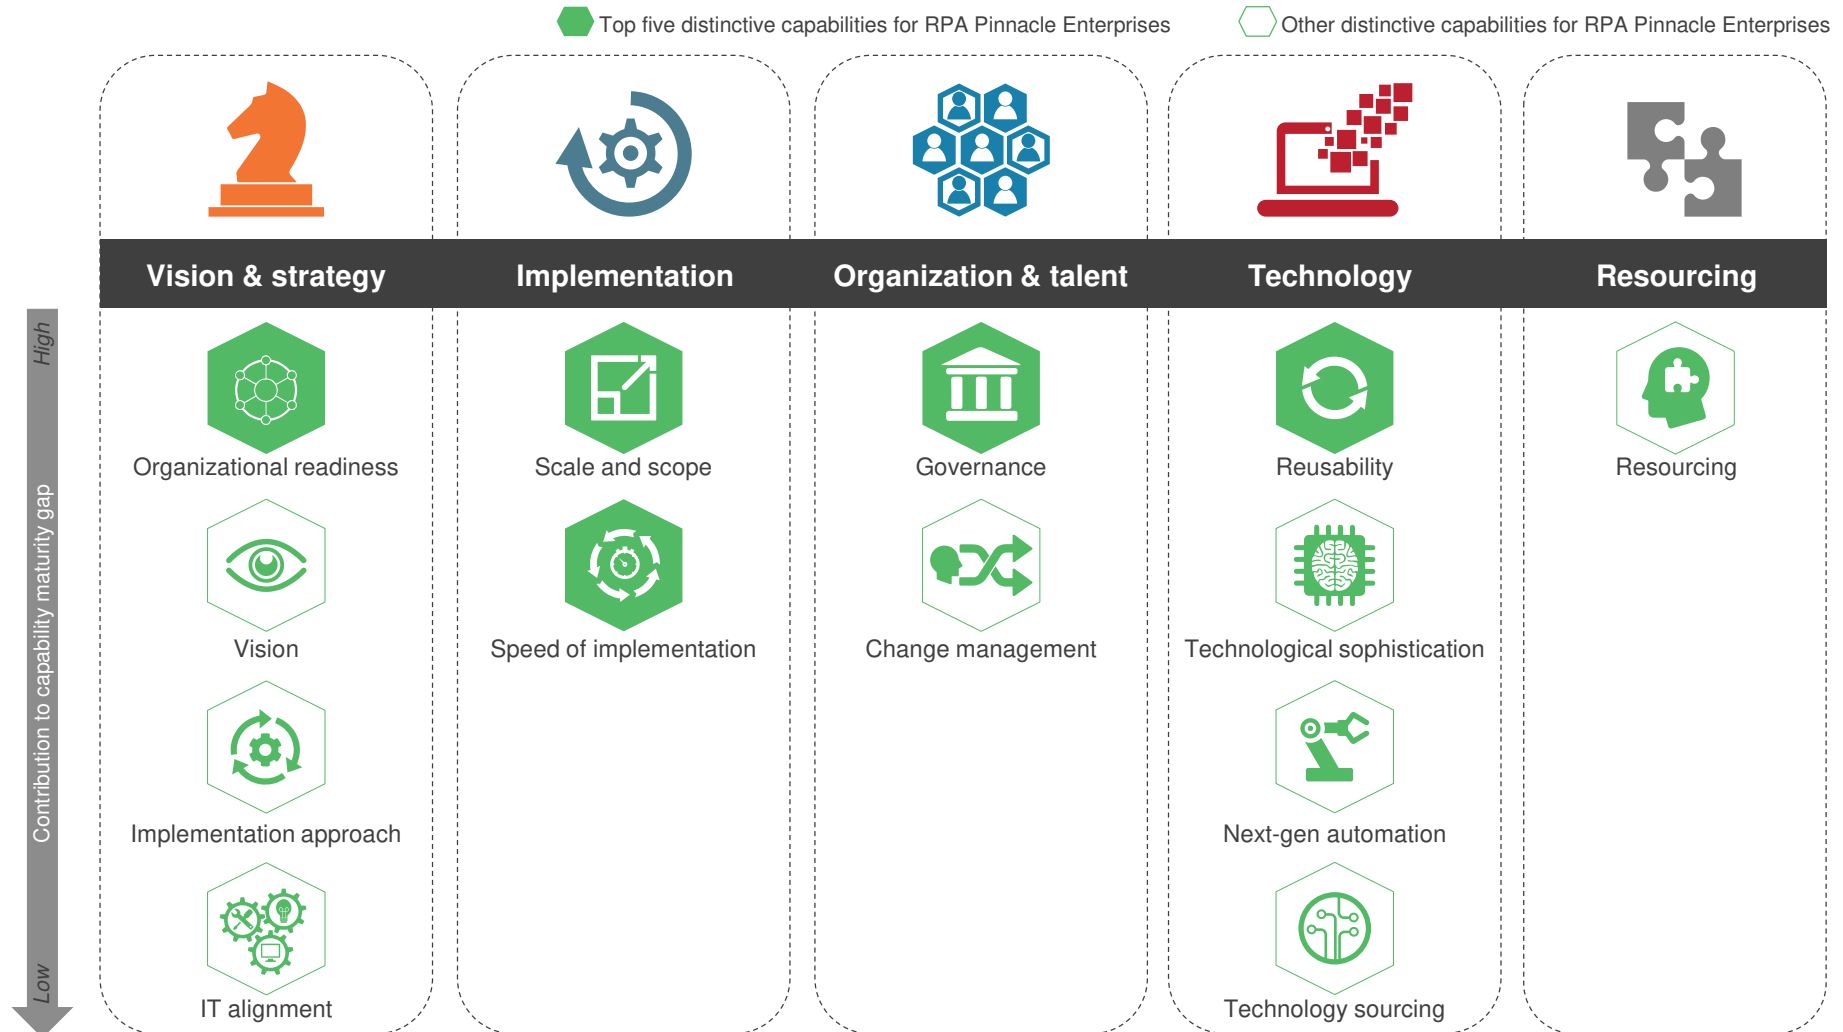 Top five distinctive capabilities for RPA Pinnacle Enterprises
Other distinctive capabilities for RPA Pinnacle Enterprises
Vision & strategy
Implementation
Organization & talent
Technology
Resourcing
High
Contribution to capability maturity gap
Low
Organizational readiness
Scale and scope
Governance
Reusability
Resourcing
Vision
Speed of implementation
Change management
Technological sophistication
Implementation approach
Next-gen automation
IT alignment
Technology sourcing